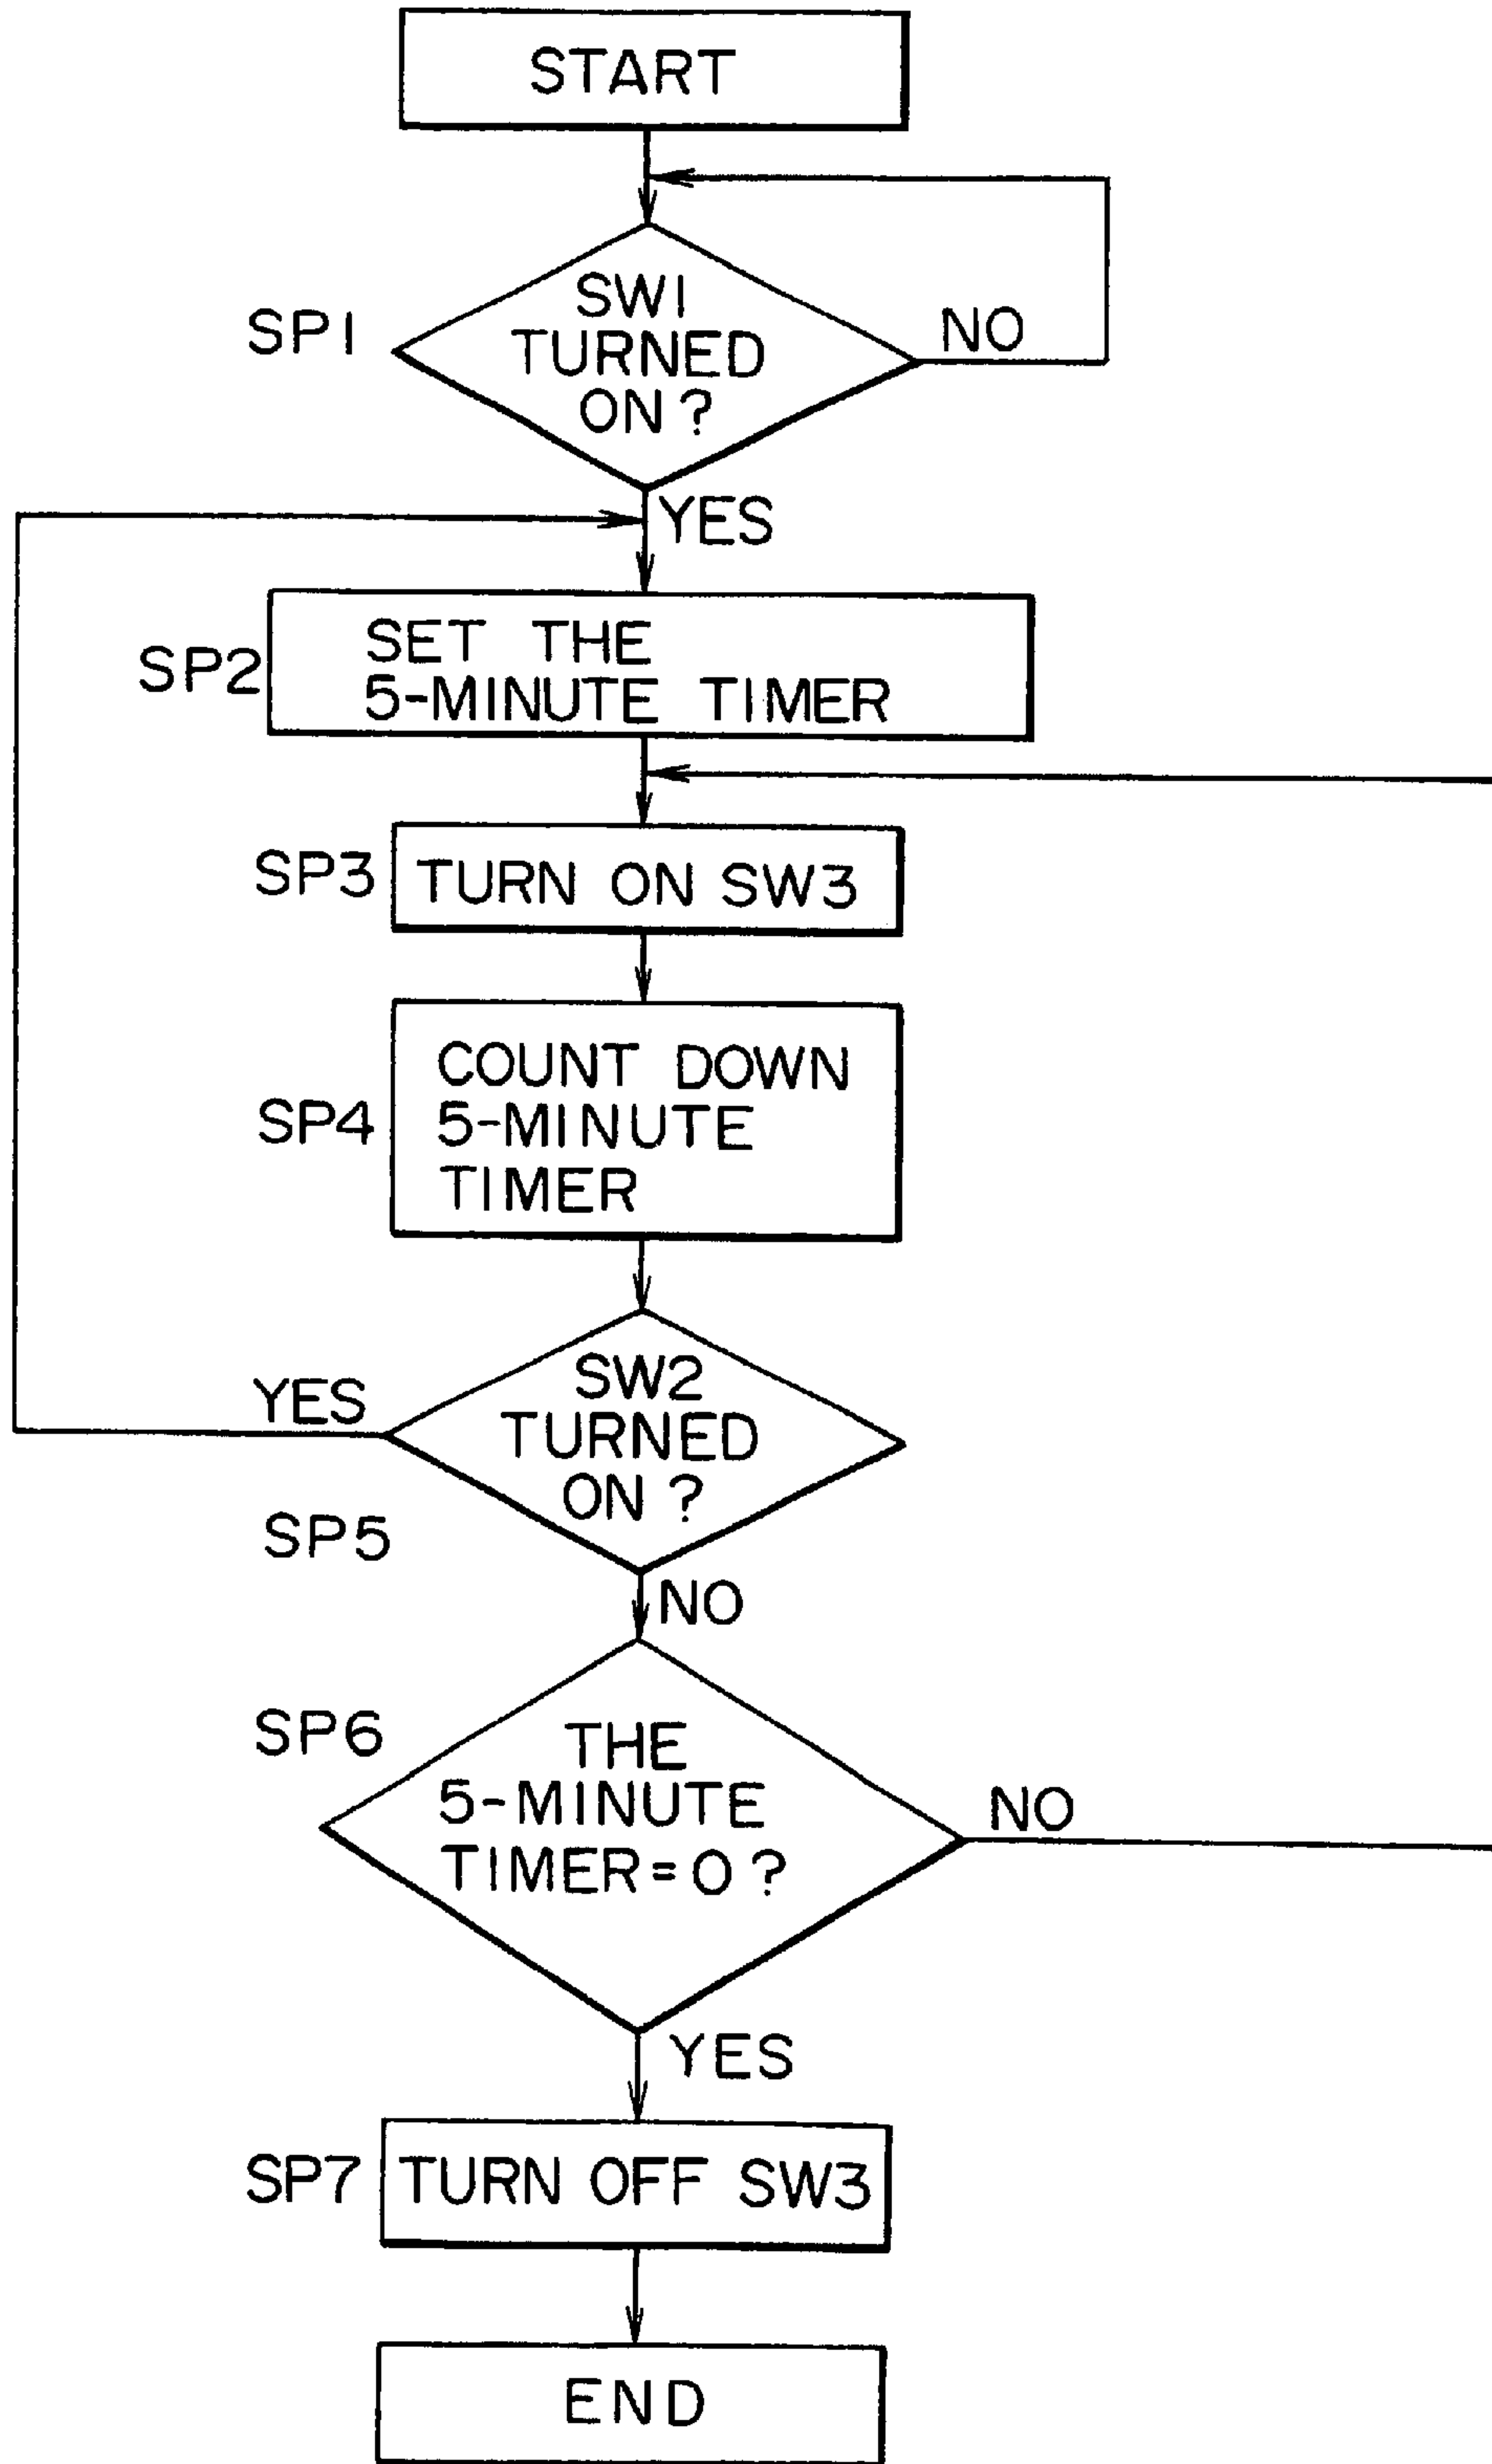 START
SP1
SW1
TURNED
ON?
NO
YES
SP2
SET THE
5-MINUTE TIMER
SP3
TURN ON SW3
SP4
COUNT DOWN
5-MINUTE
TIMER
SW2
TURNED
ON?
YES
SP5
NO
SP6
THE
5-MINUTE
TIMER=0?
NO
YES
SP7
TURN OFF SW3
END